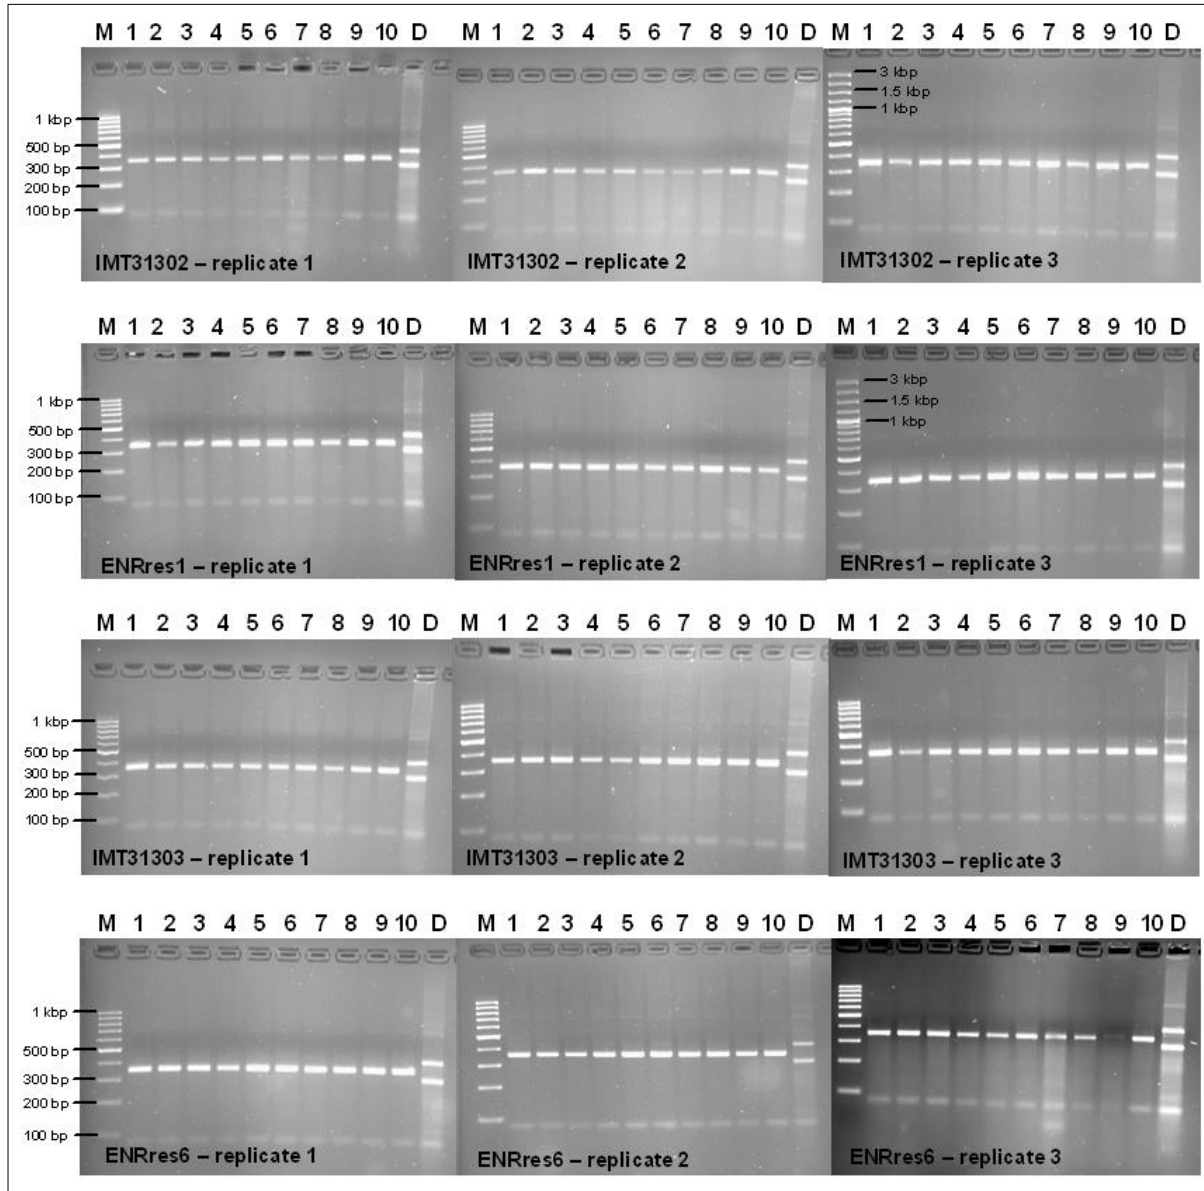 M 1 2 3 4 5 6 7 8 9 10 D M 1 2 3 4 5 6 7 8 9 10 D M 1 2 3 4 5 6 7 8 9 10 D
3 kbp
1.5 kbp
1 kbp
1 kbp
500 bp
300 bp
200 bp
100 bp
IMT31302 – replicate 1 IMT31302 – replicate 2 IMT31302 – replicate 3
M 1 2 3 4 5 6 7 8 9 10 D M 1 2 3 4 5 6 7 8 9 10 D M 1 2 3 4 5 6 7 8 9 10 D
3 kbp
1.5 kbp
1 kbp
1 kbp
500 bp
300 bp
200 bp
100 bp
ENRres1 – replicate 1 ENRres1 – replicate 2 ENRres1 – replicate 3
M 1 2 3 4 5 6 7 8 9 10 D M 1 2 3 4 5 6 7 8 9 10 D M 1 2 3 4 5 6 7 8 9 10 D
1 kbp
500 bp
300 bp
200 bp
100 bp
IMT31303 – replicate 1 IMT31303 – replicate 2 IMT31303 – replicate 3
M 1 2 3 4 5 6 7 8 9 10 D M 1 2 3 4 5 6 7 8 9 10 D M 1 2 3 4 5 6 7 8 9 10 D
1 kbp
500 bp
300 bp
200 bp
100 bp
ENRres6 – replicate 1 ENRres6 – replicate 2 ENRres6 – replicate 3